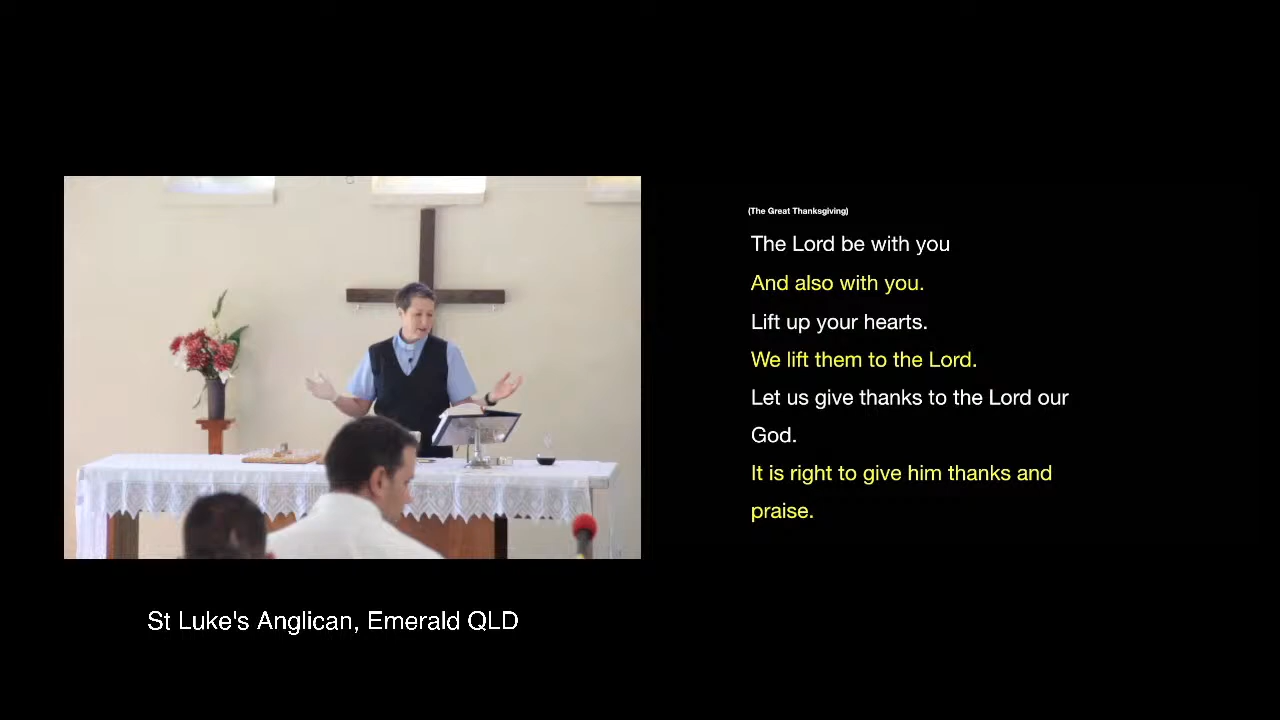 (The Great Thanksgiving)
The Lord be with you
And also with you.
Lift up your hearts.
We lift them to the Lord.
Let us give thanks to the Lord our
God.
It is right to give him thanks and
praise.
St Luke's Anglican, Emerald QLD